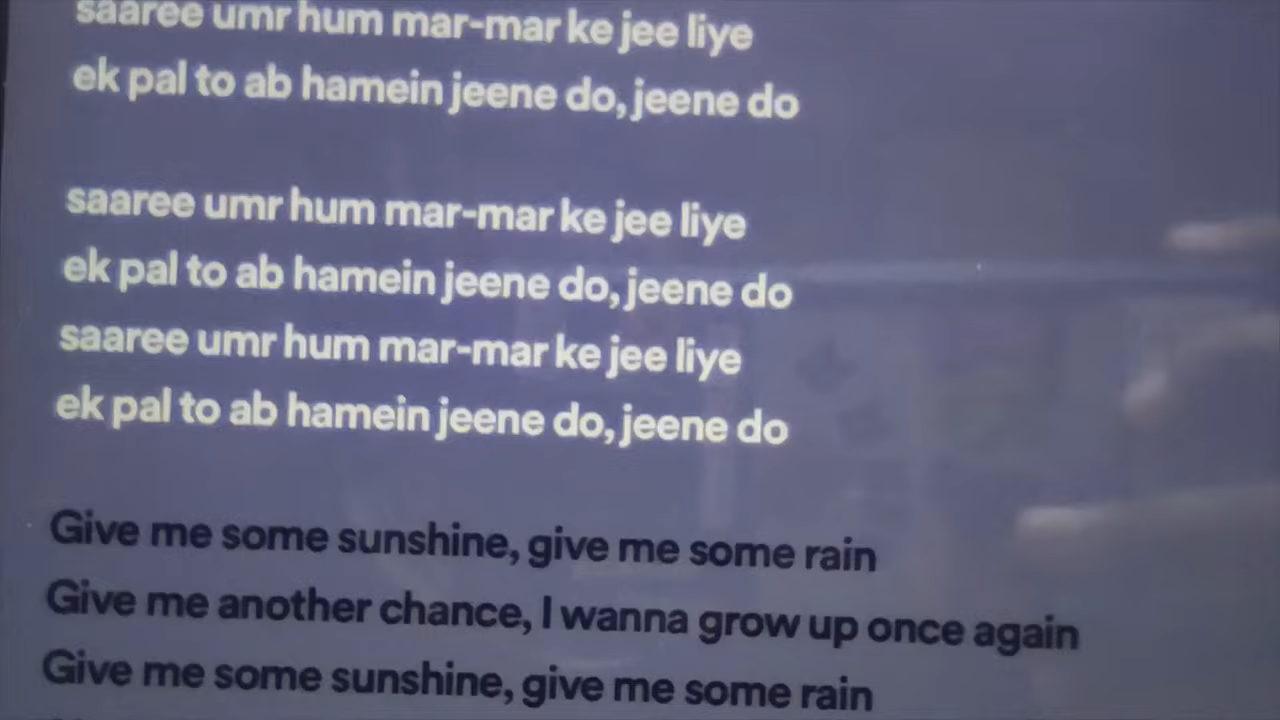 saaree umr hum mar-mar ke jee liye
ek pal to ab hamein jeene do, jeene do
saaree umr hum mar-mar ke jee liye
ek pal to ab hamein jeene do, jeene do
saaree umr hum mar-mar ke jee liye
ek pal to ab hamein jeene do, jeene do
Give me some sunshine, give me some rain
Give me another chance, I wanna grow up once again
Give me some sunshine, give me some rain